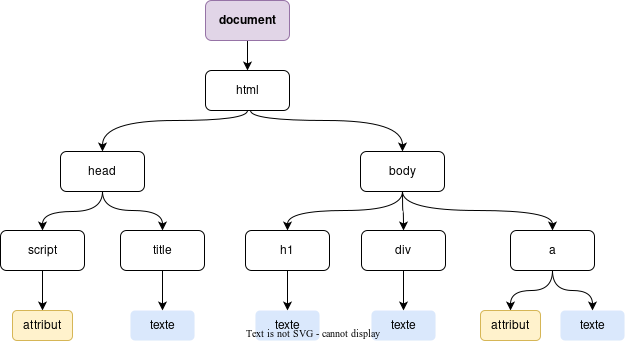 document
html
head
body
script
title
h1
div
a
attribut
texte
texte
texte
attribut
texte
Text is not SVG - cannot display